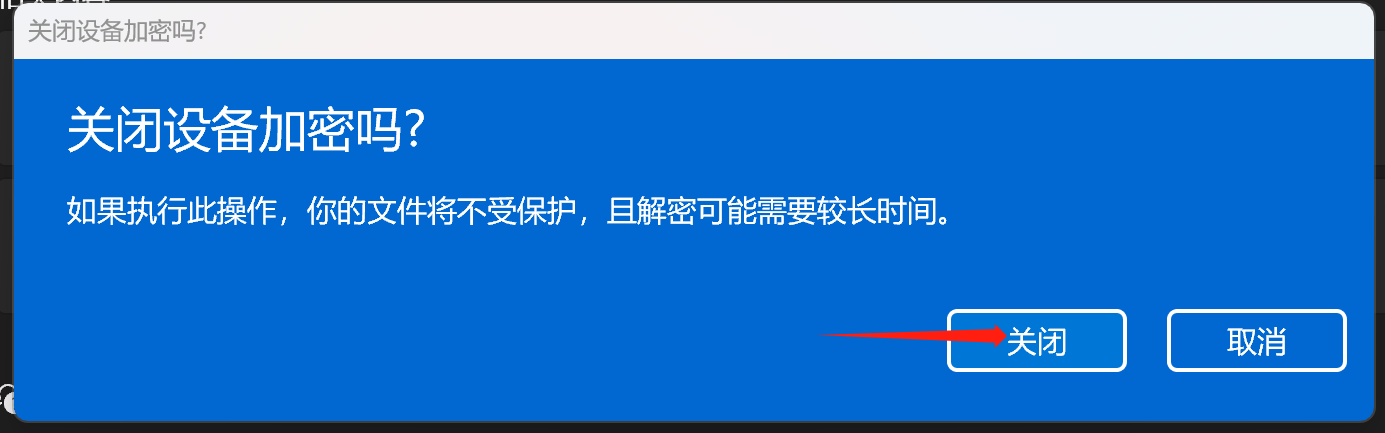 关闭设备加密吗?
关闭设备加密吗?
如果执行此操作，你的文件将不受保护，且解密可能需要较长时间。
关闭
取消